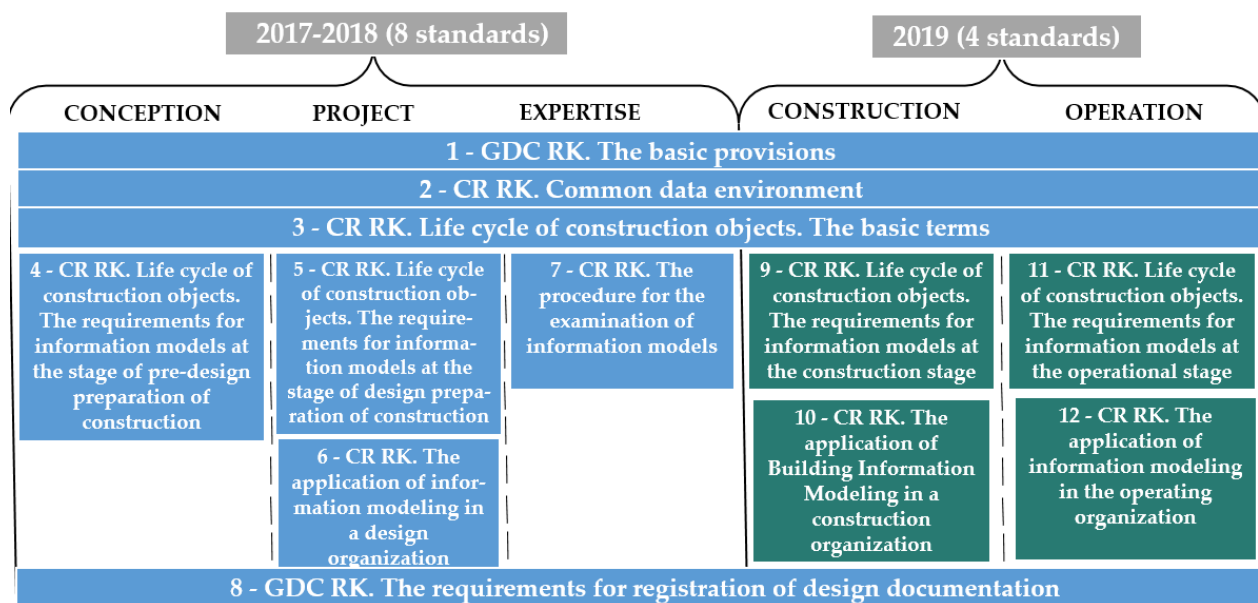 2017-2018 (8 standards)
2019 (4 standards)
CONCEPTION
PROJECT
EXPERTISE
CONSTRUCTION
OPERATION
1 - GDC RK. The basic provisions
2 - CR RK. Common data environment
3 - CR RK. Life cycle of construction objects. The basic terms
4 - CR RK. Life cycle of
construction objects.
The requirements for
information models at
the stage of pre-design
preparation of
construction
5 - CR RK. Life cycle
of construction ob-
jects. The require-
ments for informa-
tion models at the
stage of design prepa-
ration of construction
6 - CR RK. The
application of infor-
mation modeling in
a design
organization
7 - CR RK. The
procedure for the
examination of
information models
9 - CR RK. Life cycle of
construction objects.
The requirements for
information models at
the construction stage
10 - CR RK. The
application of
Building Information
Modeling in a
construction
organization
11 - CR RK. Life cycle
of construction objects.
The requirements for
information models at
the operational stage
12 - CR RK. The
application of
information modeling
in the operating
organization
8 - GDC RK. The requirements for registration of design documentation